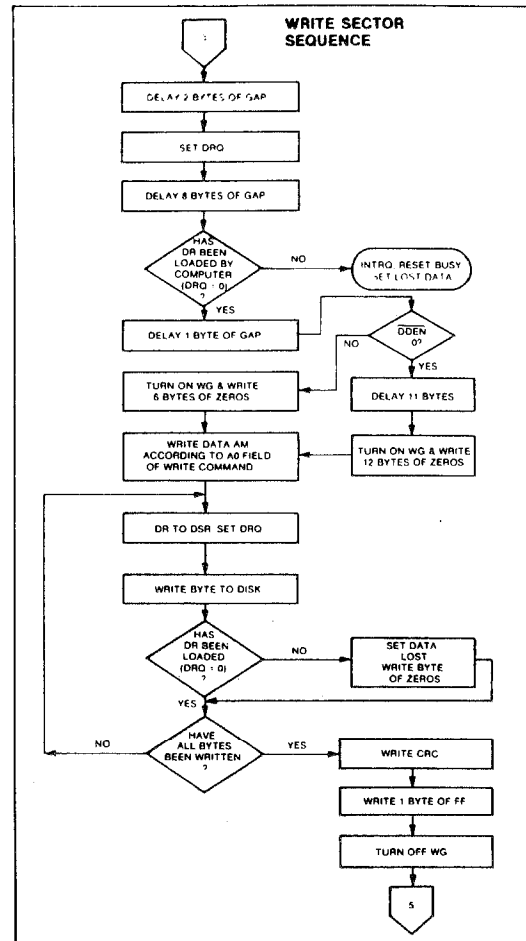 WRITE SECTOR
SEQUENCE
DELAY 2 BYTES OF GAP
SET DRQ
DELAY 8 BYTES OF GAP
HAS
DR BEEN
LOADED BY
COMPUTER
(DRQ = 0)
?
NO
INTRQ, RESET BUSY
SET LOST DATA
YES
DELAY 1 BYTE OF GAP
DDEN
0?
NO
YES
TURN ON WG & WRITE
6 BYTES OF ZEROS
DELAY 11 BYTES
WRITE DATA AM
ACCORDING TO A0 FIELD
OF WRITE COMMAND
TURN ON WG & WRITE
12 BYTES OF ZEROS
DR TO DSR SET DRQ
WRITE BYTE TO DISK
HAS
DR BEEN
LOADED
(DRQ = 0)
?
NO
SET DATA
LOST
WRITE BYTE
OF ZEROS
YES
HAVE
ALL BYTES
BEEN WRITTEN
?
NO
YES
WRITE CRC
WRITE 1 BYTE OF FF
TURN OFF WG
5